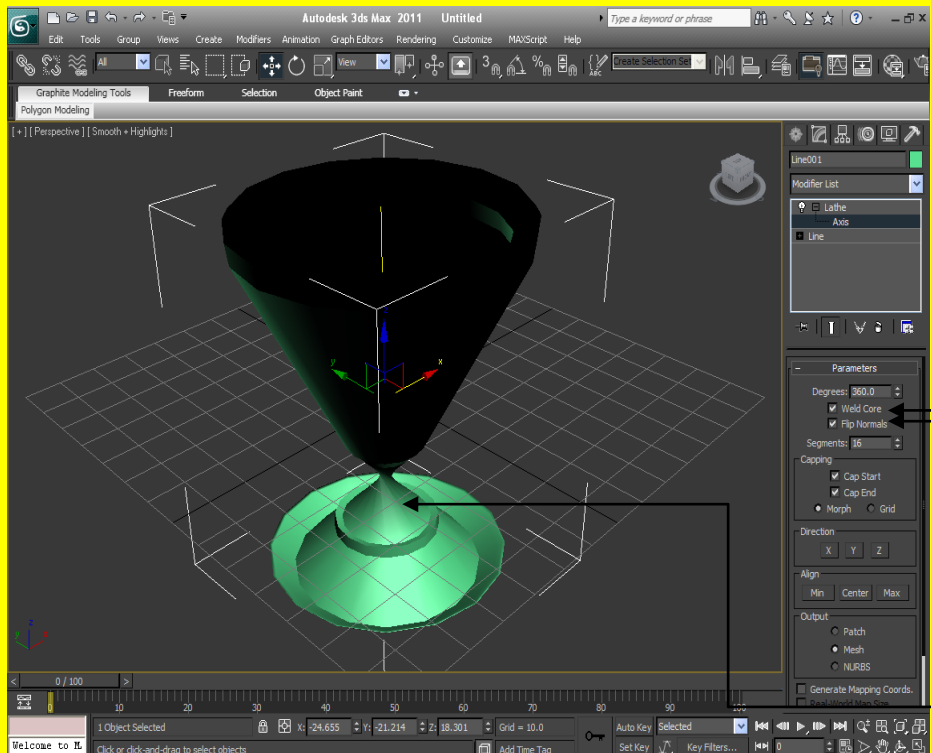 Autodesk 3ds Max 2011 Untitled
Type a keyword or phrase
Edit Tools Group Views Create Modifiers Animation Graph Editors Rendering Customize MAXScript Help
All View Create Selection Set
Graphite Modeling Tools Freeform Selection Object Paint
Polygon Modeling
[ + ] [ Perspective ] [ Smooth + Highlights ]
Line001
Modifier List
Lathe
Axis
Line
Parameters
Degrees: 360.0
Weld Core
Flip Normals
Segments: 16
Capping
Cap Start
Cap End
Morph Grid
Direction
X Y Z
Align
Min Center Max
Output
Patch
Mesh
NURBS
Generate Mapping Coords.
Real-World Map Size
z
y
x
z
y
x
< 0 / 100 >
0 10 20 30 40 50 60 70 80 90 100
1 Object Selected X: -24.655 Y: -21.214 Z: 18.301 Grid = 10.0 Auto Key Selected
Welcome to M Click or click-and-drag to select objects Add Time Tag Set Key Key Filters... 0